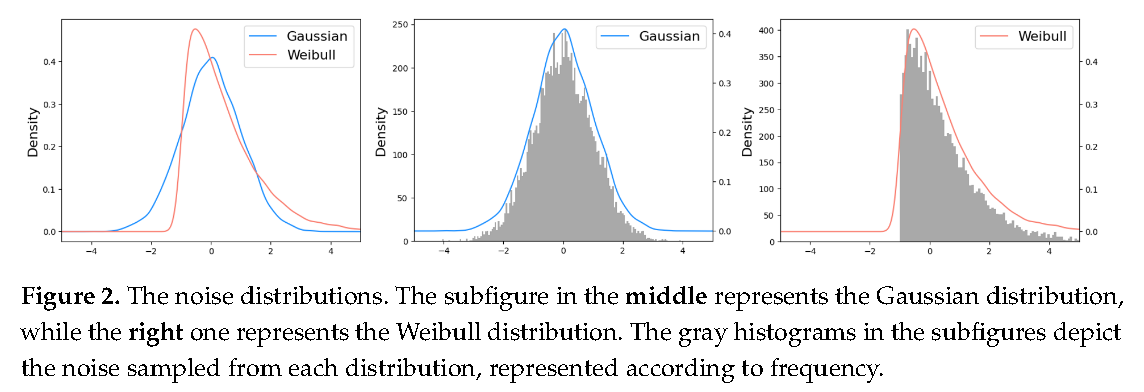 Gaussian
Weibull
Density
0.4
0.3
0.2
0.1
0.0
−4 −2 0 2 4
Gaussian
250
200
150
100
50
0
0.4
0.3
0.2
0.1
0.0
−4 −2 0 2 4
Weibull
Density
400
350
300
250
200
150
100
50
0
0.4
0.3
0.2
0.1
0.0
−4 −2 0 2 4
Density
Figure 2. The noise distributions. The subfigure in the middle represents the Gaussian distribution,
while the right one represents the Weibull distribution. The gray histograms in the subfigures depict
the noise sampled from each distribution, represented according to frequency.